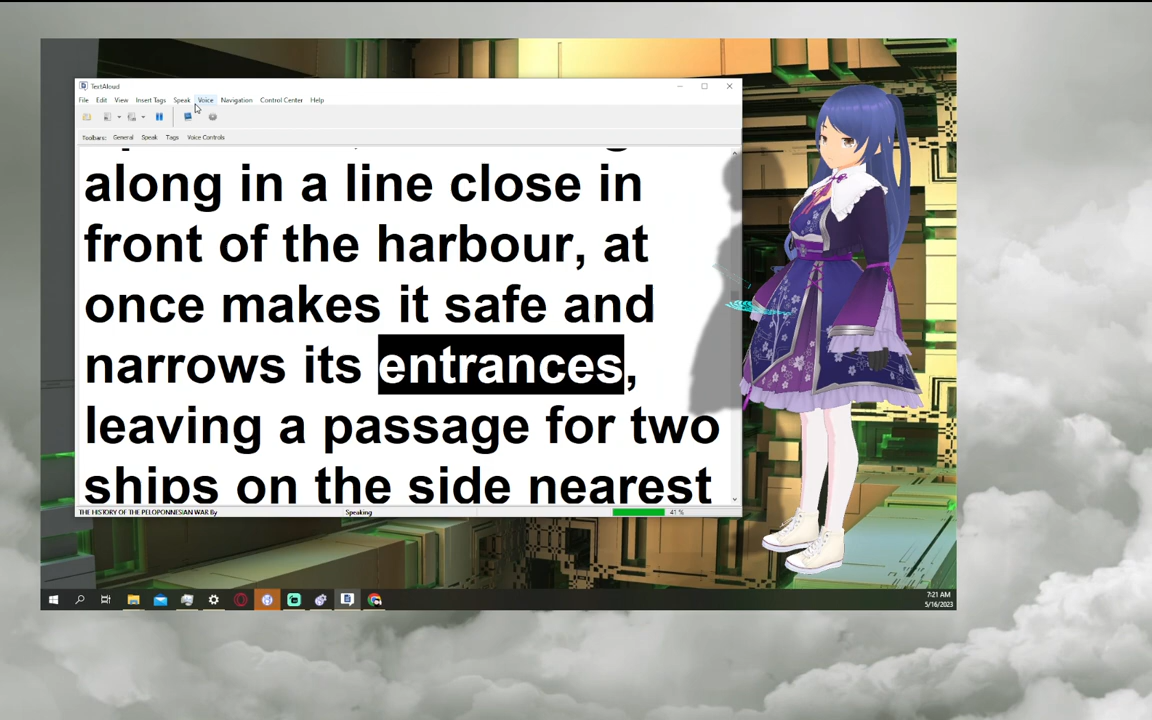 TextAloud
File Edit View Insert Tags Speak Voice Navigation Control Center Help
Toolbars: General Speak Tags Voice Controls
along in a line close in
front of the harbour, at
once makes it safe and
narrows its entrances,
leaving a passage for two
ships on the side nearest
THE HISTORY OF THE PELOPONNESIAN WAR By Speaking 41 %
7:21 AM
5/16/2023